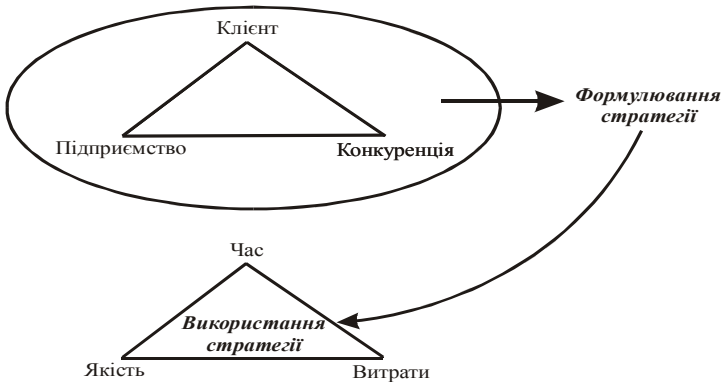 Клієнт
Підприємство
Конкуренція
Формулювання
стратегії
Час
Використання
стратегії
Якість
Витрати